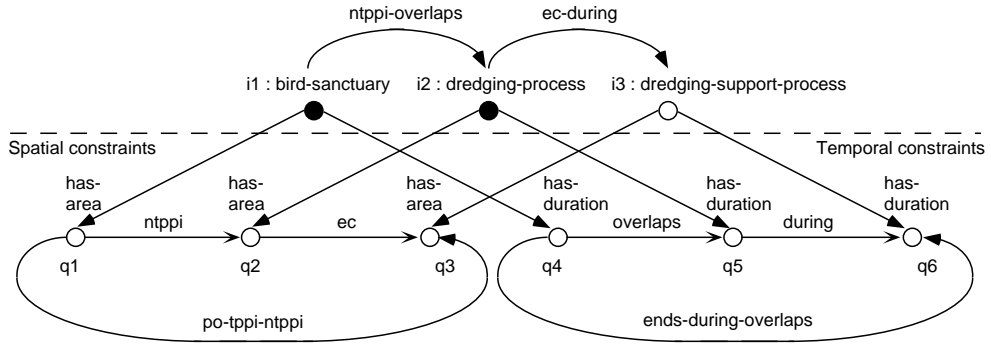 ntppi-overlaps ec-during
i1 : bird-sanctuary i2 : dredging-process i3 : dredging-support-process
Spatial constraints Temporal constraints
has- has- has- has- has- has-
area area area duration duration duration
ntppi ec overlaps during
q1 q2 q3 q4 q5 q6
po-tppi-ntppi ends-during-overlaps